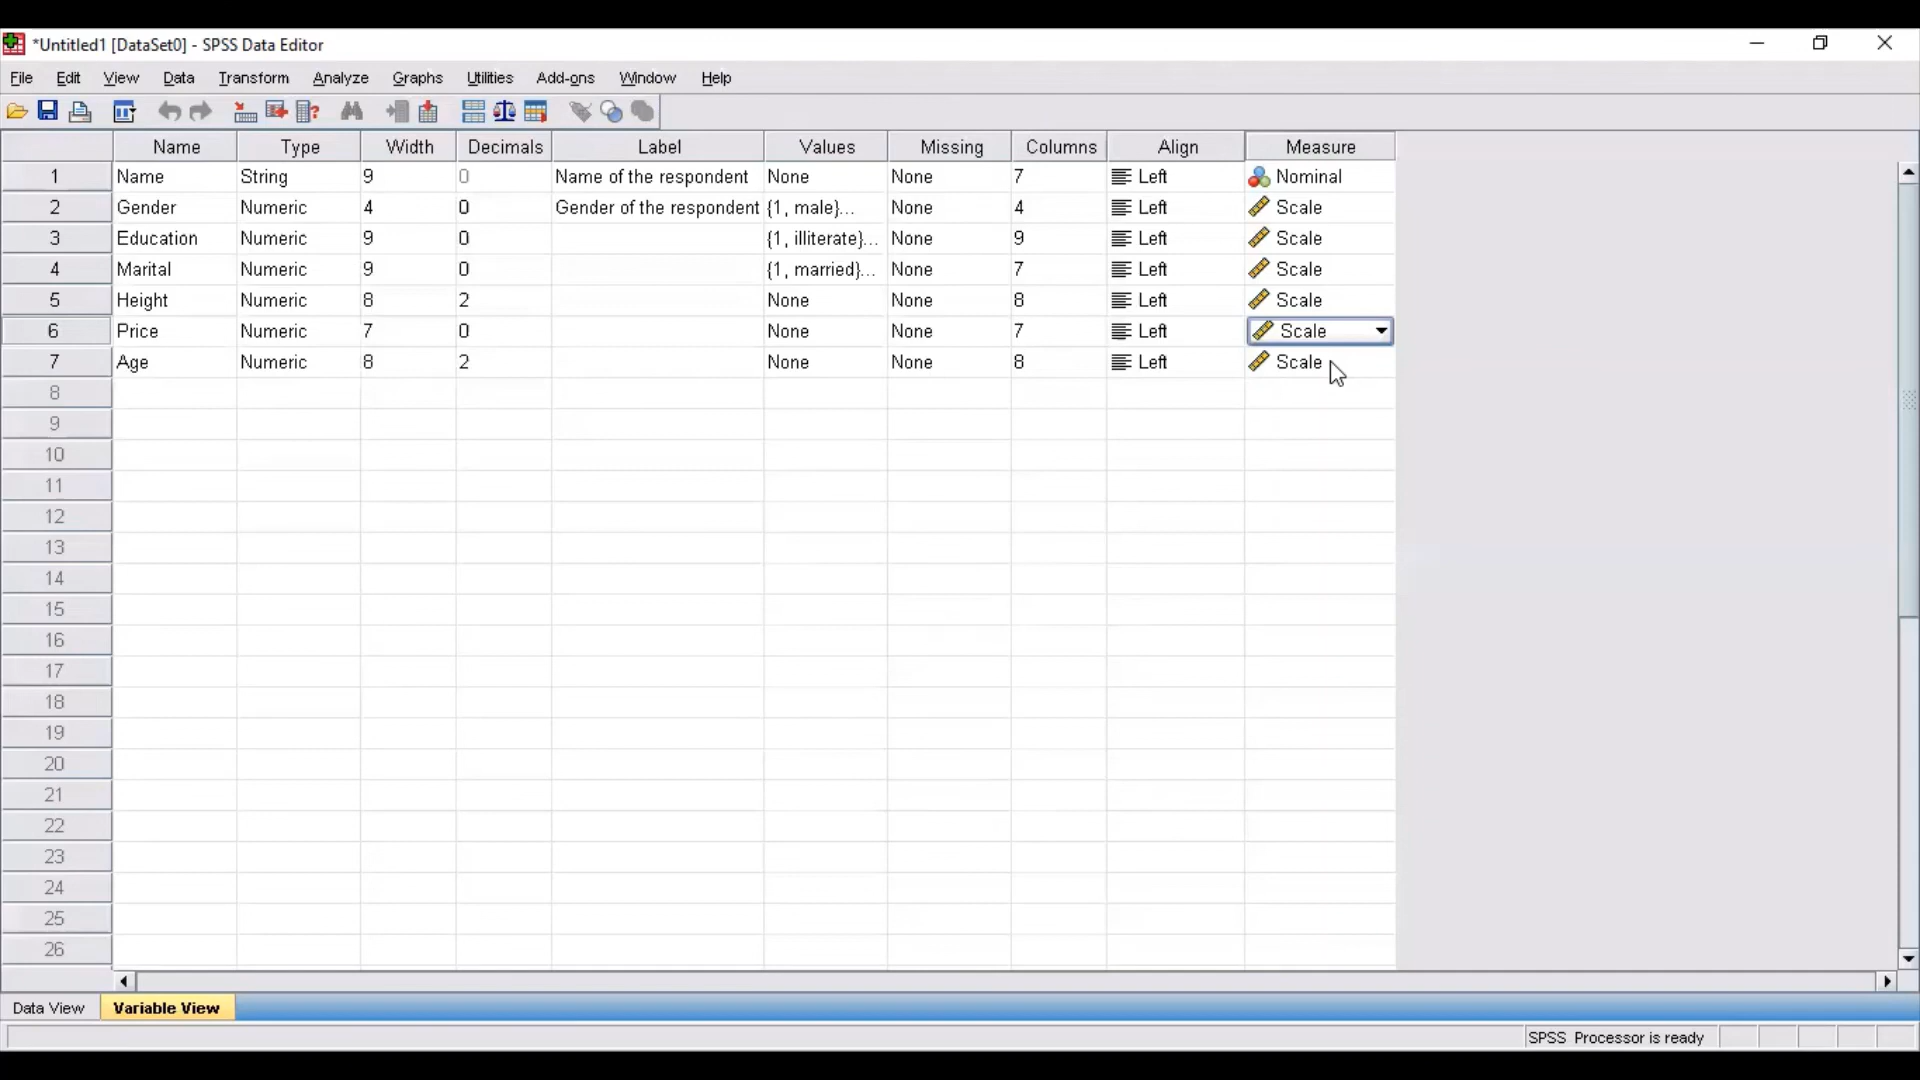 *Untitled1 [DataSet0] - SPSS Data Editor
File Edit View Data Transform Analyze Graphs Utilities Add-ons Window Help
Name Type Width Decimals Label Values Missing Columns Align Measure
1 Name String 9 0 Name of the respondent None None 7 Left Nominal
2 Gender Numeric 4 0 Gender of the respondent {1, male}... None 4 Left Scale
3 Education Numeric 9 0 {1, illiterate}... None 9 Left Scale
4 Marital Numeric 9 0 {1, married}... None 7 Left Scale
5 Height Numeric 8 2 None None 8 Left Scale
6 Price Numeric 7 0 None None 7 Left Scale
7 Age Numeric 8 2 None None 8 Left Scale
8
9
10
11
12
13
14
15
16
17
18
19
20
21
22
23
24
25
26
Data View Variable View
SPSS Processor is ready